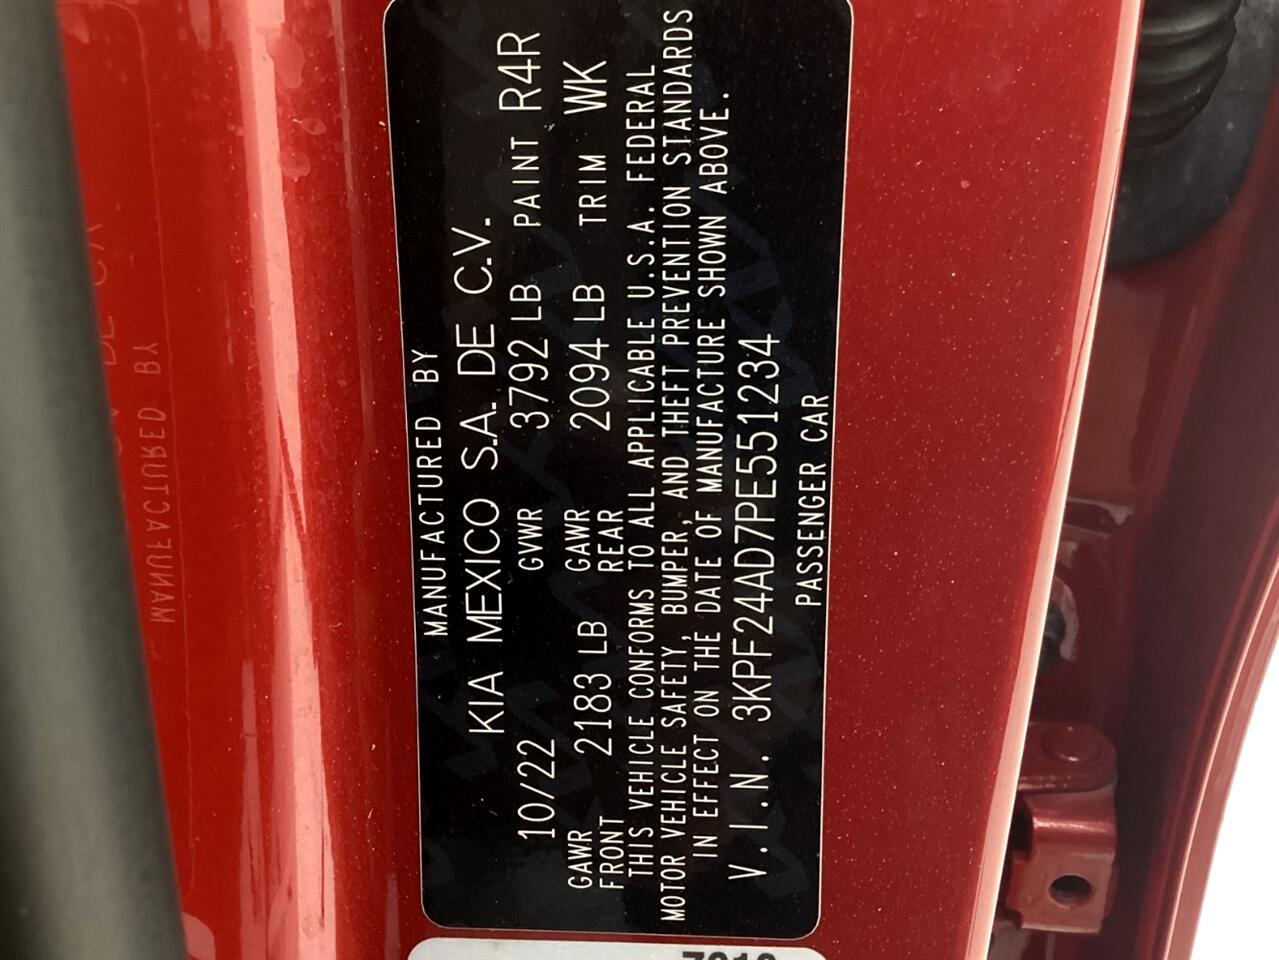 MANUFACTURED BY
KIA MEXICO S.A. DE C.V.
10/22 GVWR 3792 LB PAINT R4R
GAWR FRONT 2183 LB GAWR REAR 2094 LB TRIM WK
THIS VEHICLE CONFORMS TO ALL APPLICABLE U.S.A. FEDERAL
MOTOR VEHICLE SAFETY, BUMPER, AND THEFT PREVENTION STANDARDS
IN EFFECT ON THE DATE OF MANUFACTURE SHOWN ABOVE.
V.I.N. 3KPF24AD7PE551234
PASSENGER CAR
MANUFACTURED BY